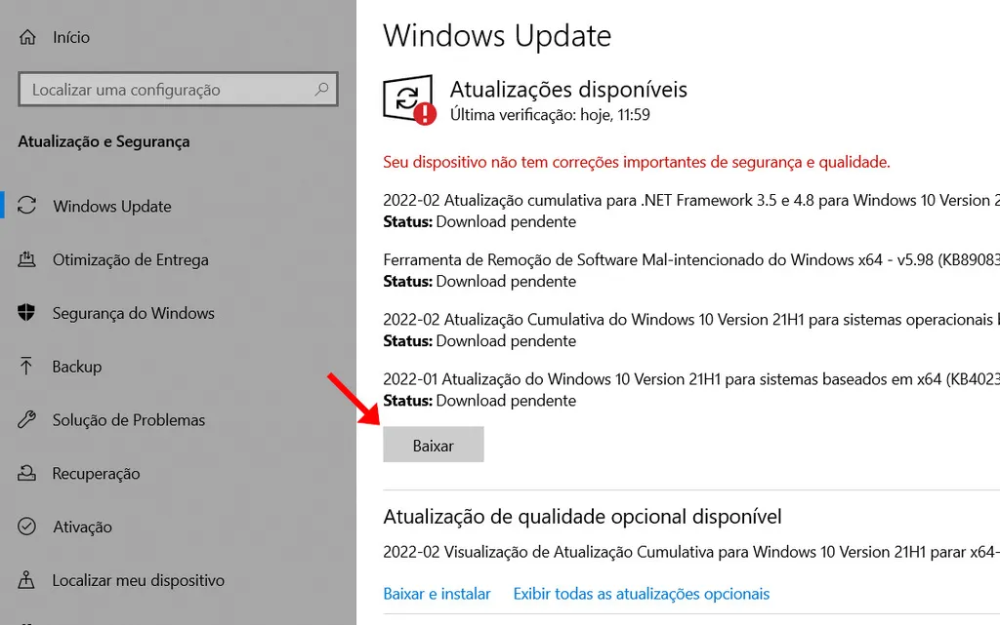 Início
Localizar uma configuração
Atualização e Segurança
Windows Update
Otimização de Entrega
Segurança do Windows
Backup
Solução de Problemas
Recuperação
Ativação
Localizar meu dispositivo
Windows Update
Atualizações disponíveis
Última verificação: hoje, 11:59
Seu dispositivo não tem correções importantes de segurança e qualidade.
2022-02 Atualização cumulativa para .NET Framework 3.5 e 4.8 para Windows 10 Version 2
Status: Download pendente
Ferramenta de Remoção de Software Mal-intencionado do Windows x64 - v5.98 (KB89083
Status: Download pendente
2022-02 Atualização Cumulativa do Windows 10 Version 21H1 para sistemas operacionais b
Status: Download pendente
2022-01 Atualização do Windows 10 Version 21H1 para sistemas baseados em x64 (KB4023
Status: Download pendente
Baixar
Atualização de qualidade opcional disponível
2022-02 Visualização de Atualização Cumulativa para Windows 10 Version 21H1 parar x64-
Baixar e instalar Exibir todas as atualizações opcionais